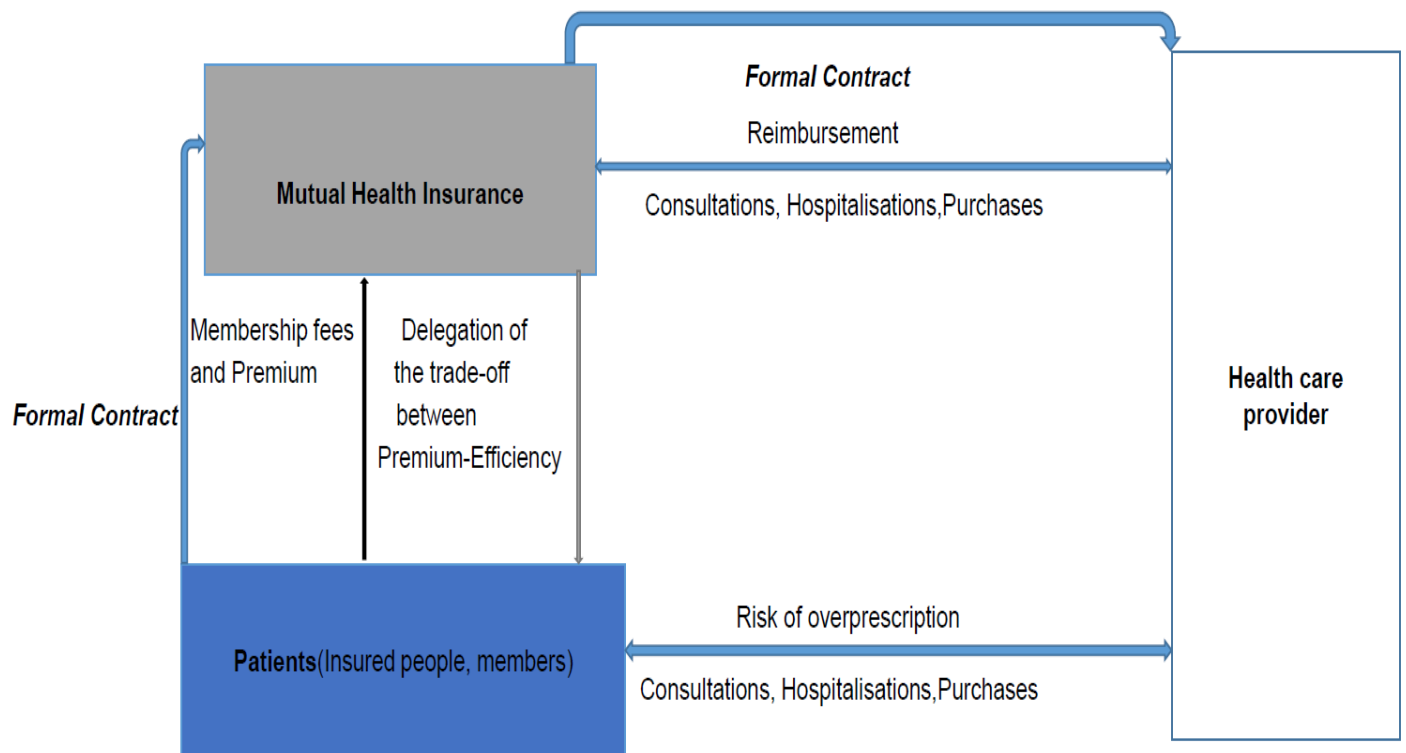 Formal Contract
Reimbursement
Mutual Health Insurance
Consultations, Hospitalisations,Purchases
Membership fees
and Premium
Delegation of
the trade-off
between
Premium-Efficiency
Formal Contract
Health care
provider
Risk of overprescription
Patients(Insured people, members)
Consultations, Hospitalisations,Purchases